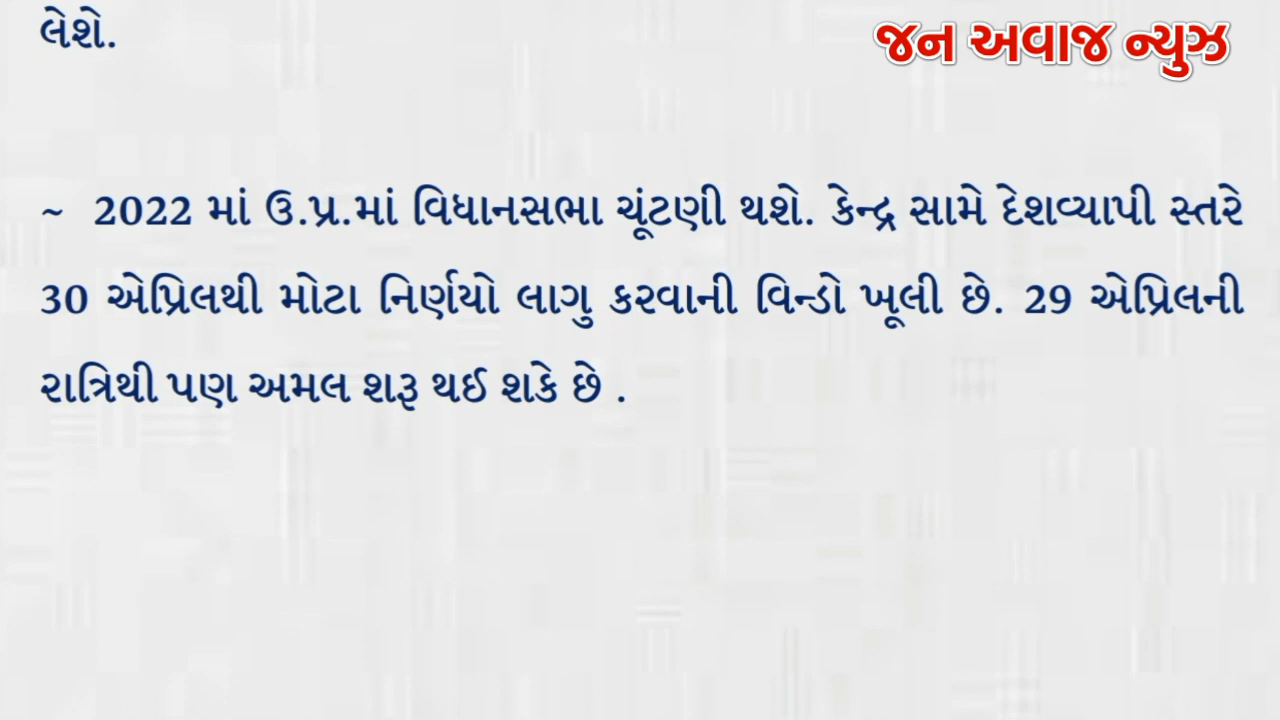 લેશે.
જન અવાજ ન્યુઝ
~ 2022 માં ઉ.પ્ર.માં વિધાનસભા ચૂંટણી થશે. કેન્દ્ર સામે દેશવ્યાપી સ્તરે
30 એપ્રિલથી મોટા નિર્ણયો લાગુ કરવાની વિન્ડો ખૂલી છે. 29 એપ્રિલની
રાત્રિથી પણ અમલ શરૂ થઈ શકે છે .